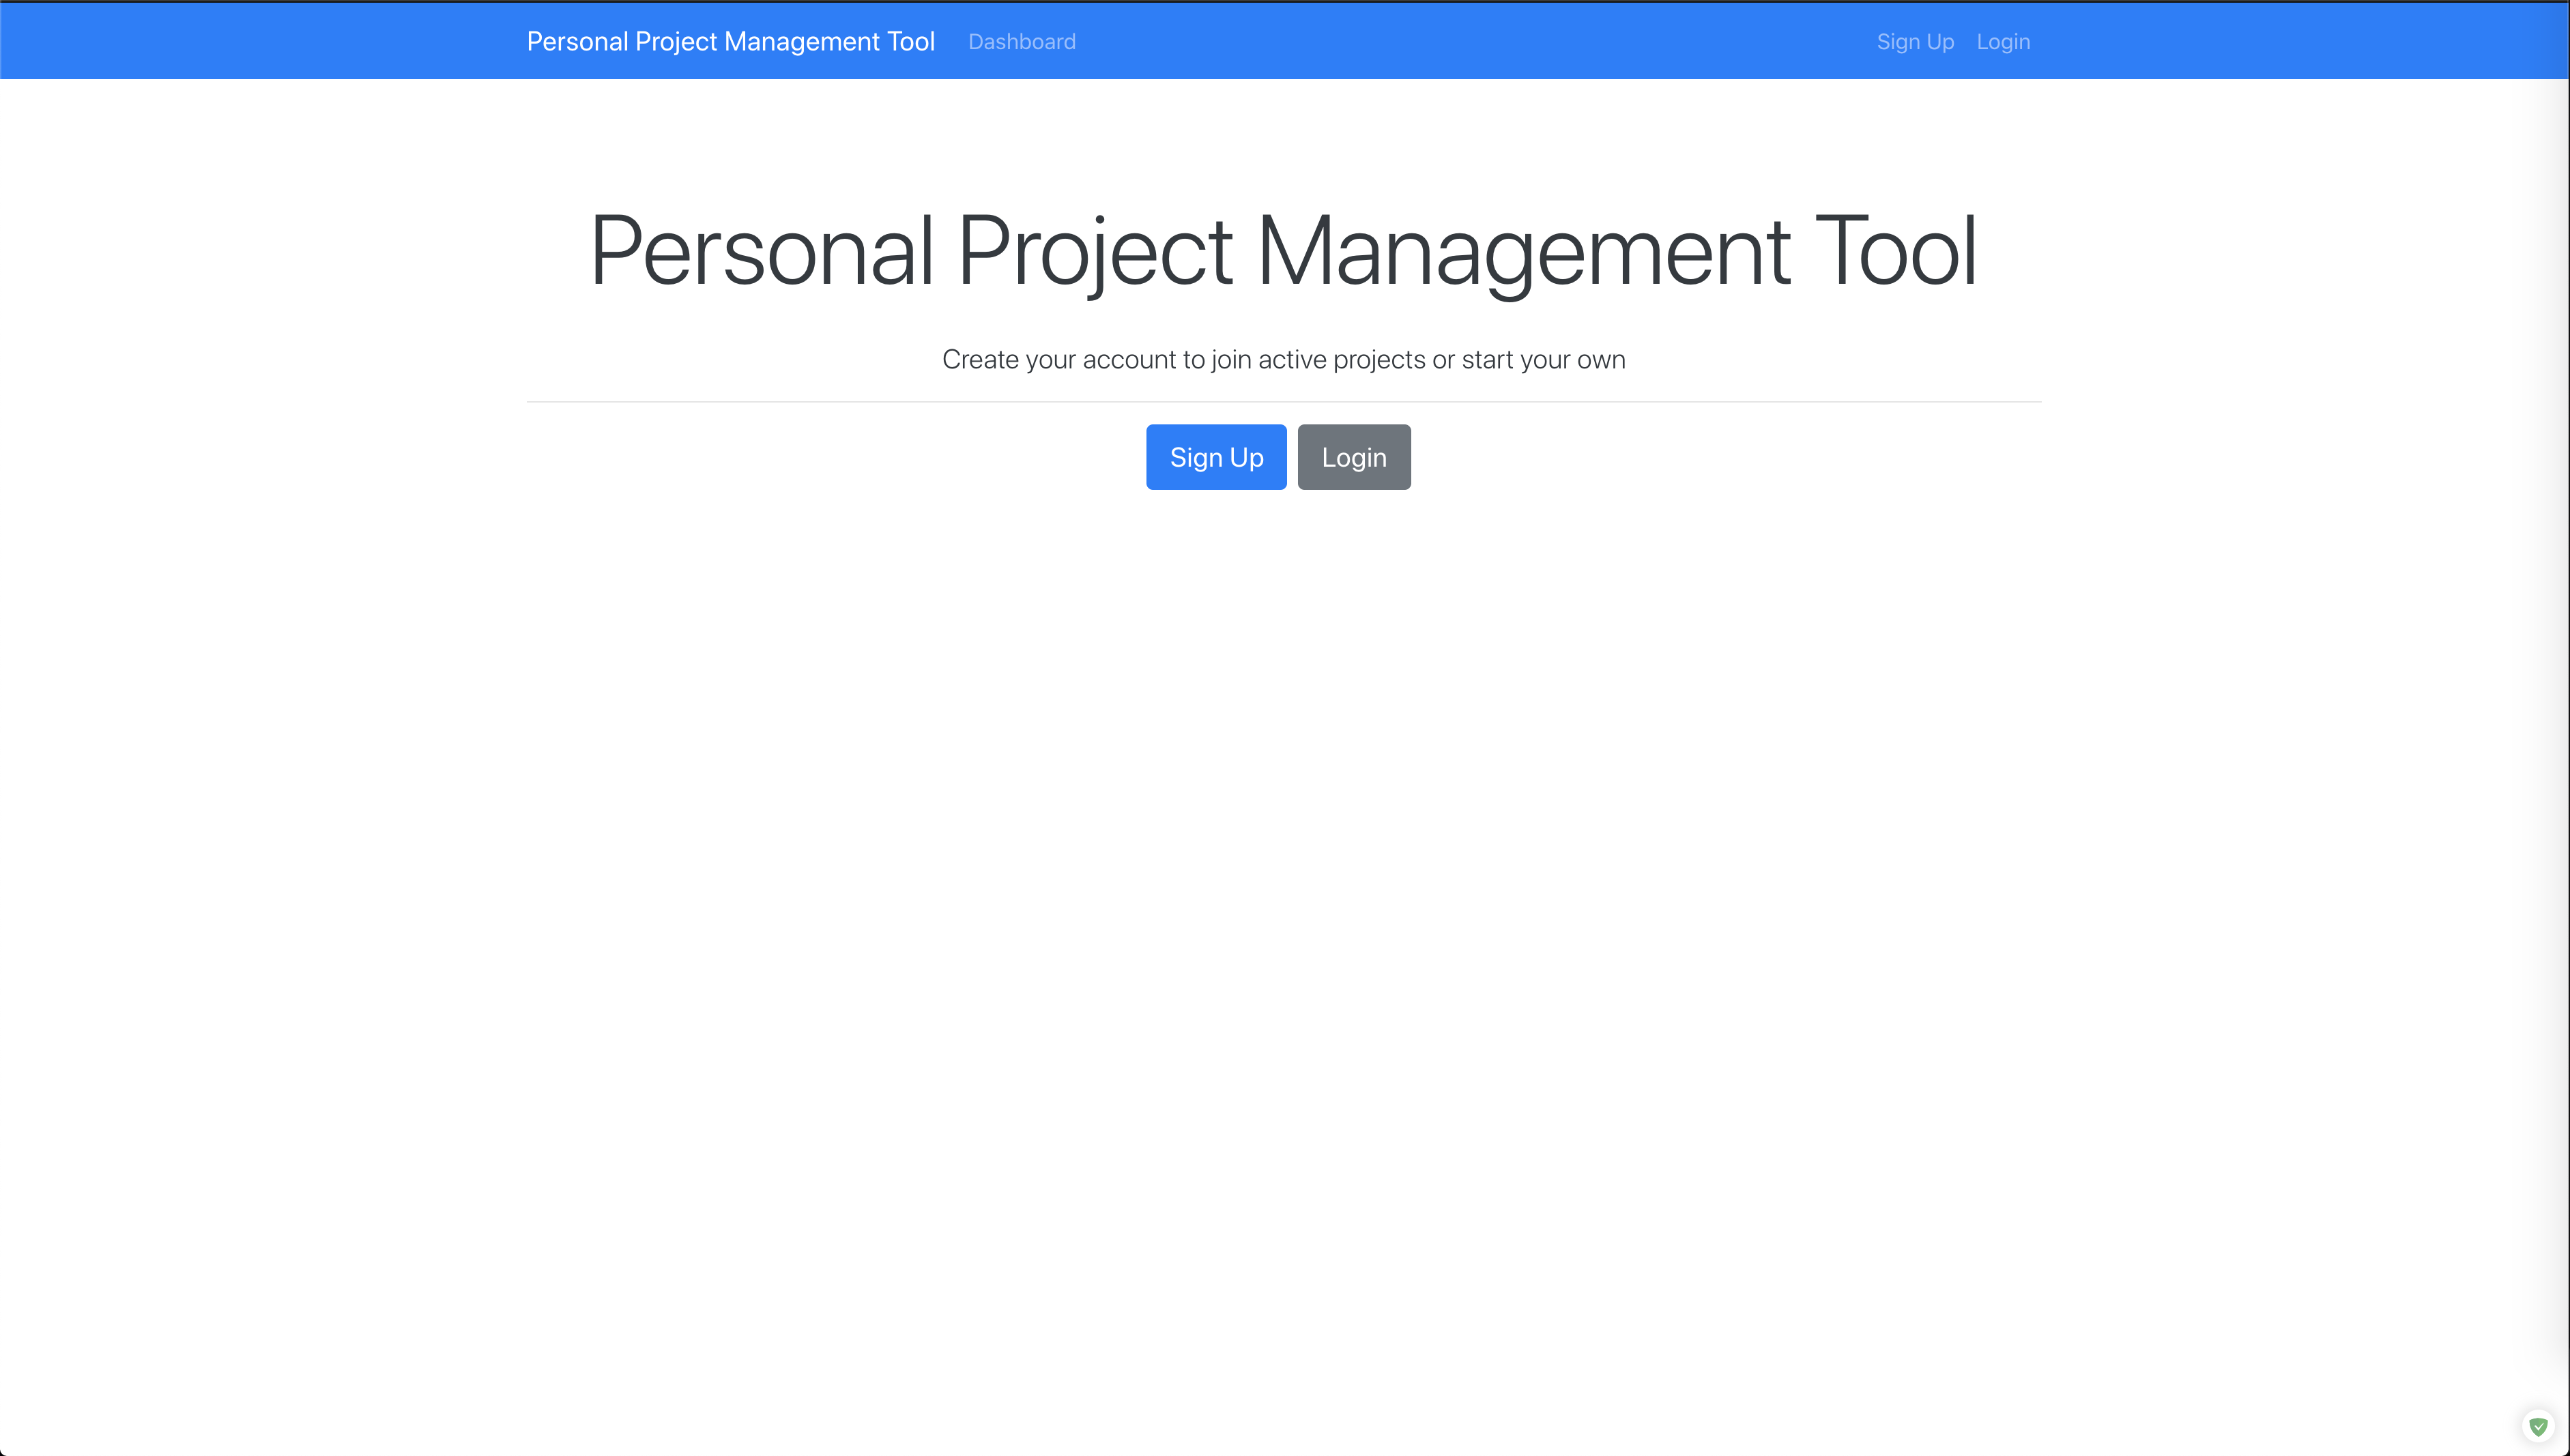 Personal Project Management Tool Dashboard Sign Up Login
Personal Project Management Tool
Create your account to join active projects or start your own
Sign Up Login